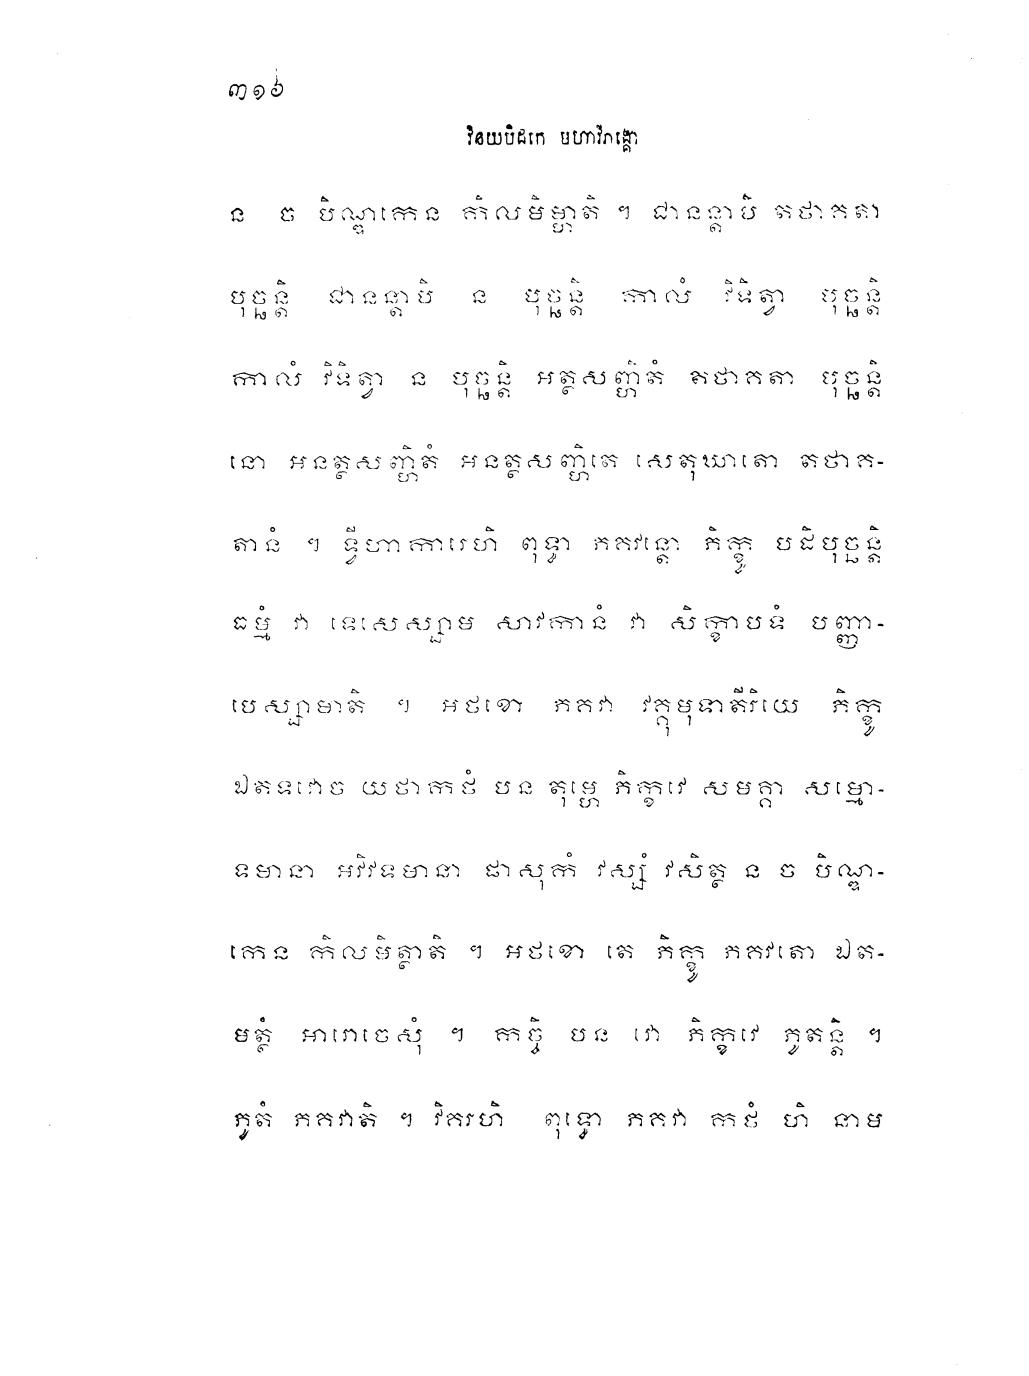 ៣១៦
វិនយបិដកេ មហាវិភង្គោ
ន ច បិណ្ឌកេន កិលមិម្ហាតិ ។ ជានន្តាបិ តថាគតា
បុច្ឆន្តិ ជានន្តាបិ ន បុច្ឆន្តិ កាលំ វិទិត្វា បុច្ឆន្តិ
កាលំ វិទិត្វា ន បុច្ឆន្តិ អត្ថសញ្ហិតំ តថាគតា បុច្ឆន្តិ
នោ អនត្ថសញ្ហិតំ អនត្ថសញ្ហិតេ សេតុឃាតោ តថាគ-
តានំ ។ ទ្វីហាការេហិ ពុទ្ធា ភគវន្តោ ភិក្ខូ បដិបុច្ឆន្តិ
ធម្មំ វា ទេសេស្សាម សាវកានំ វា សិក្ខាបទំ បញ្ញា-
បេស្សាមាតិ ។ អថខោ ភគវា វគ្គុមុទាតីរិយេ ភិក្ខូ
ឯតទវោច យថាកថំ បន តុម្ហេ ភិក្ខវេ សមគ្គា សម្មោ-
ទមានា អវិវទមានា ផាសុកំ វស្សំ វសិត្ថ ន ច បិណ្ឌ-
កេន កិលមិត្ថាតិ ។ អថខោ តេ ភិក្ខូ ភគវតោ ឯត-
មត្ថំ អារោចេសុំ ។ កច្ចិ បន វោ ភិក្ខវេ ភូតន្តិ ។
ភូតំ ភគវាតិ ។ វិគរហិ ពុទ្ធោ ភគវា កថំ ហិ នាម